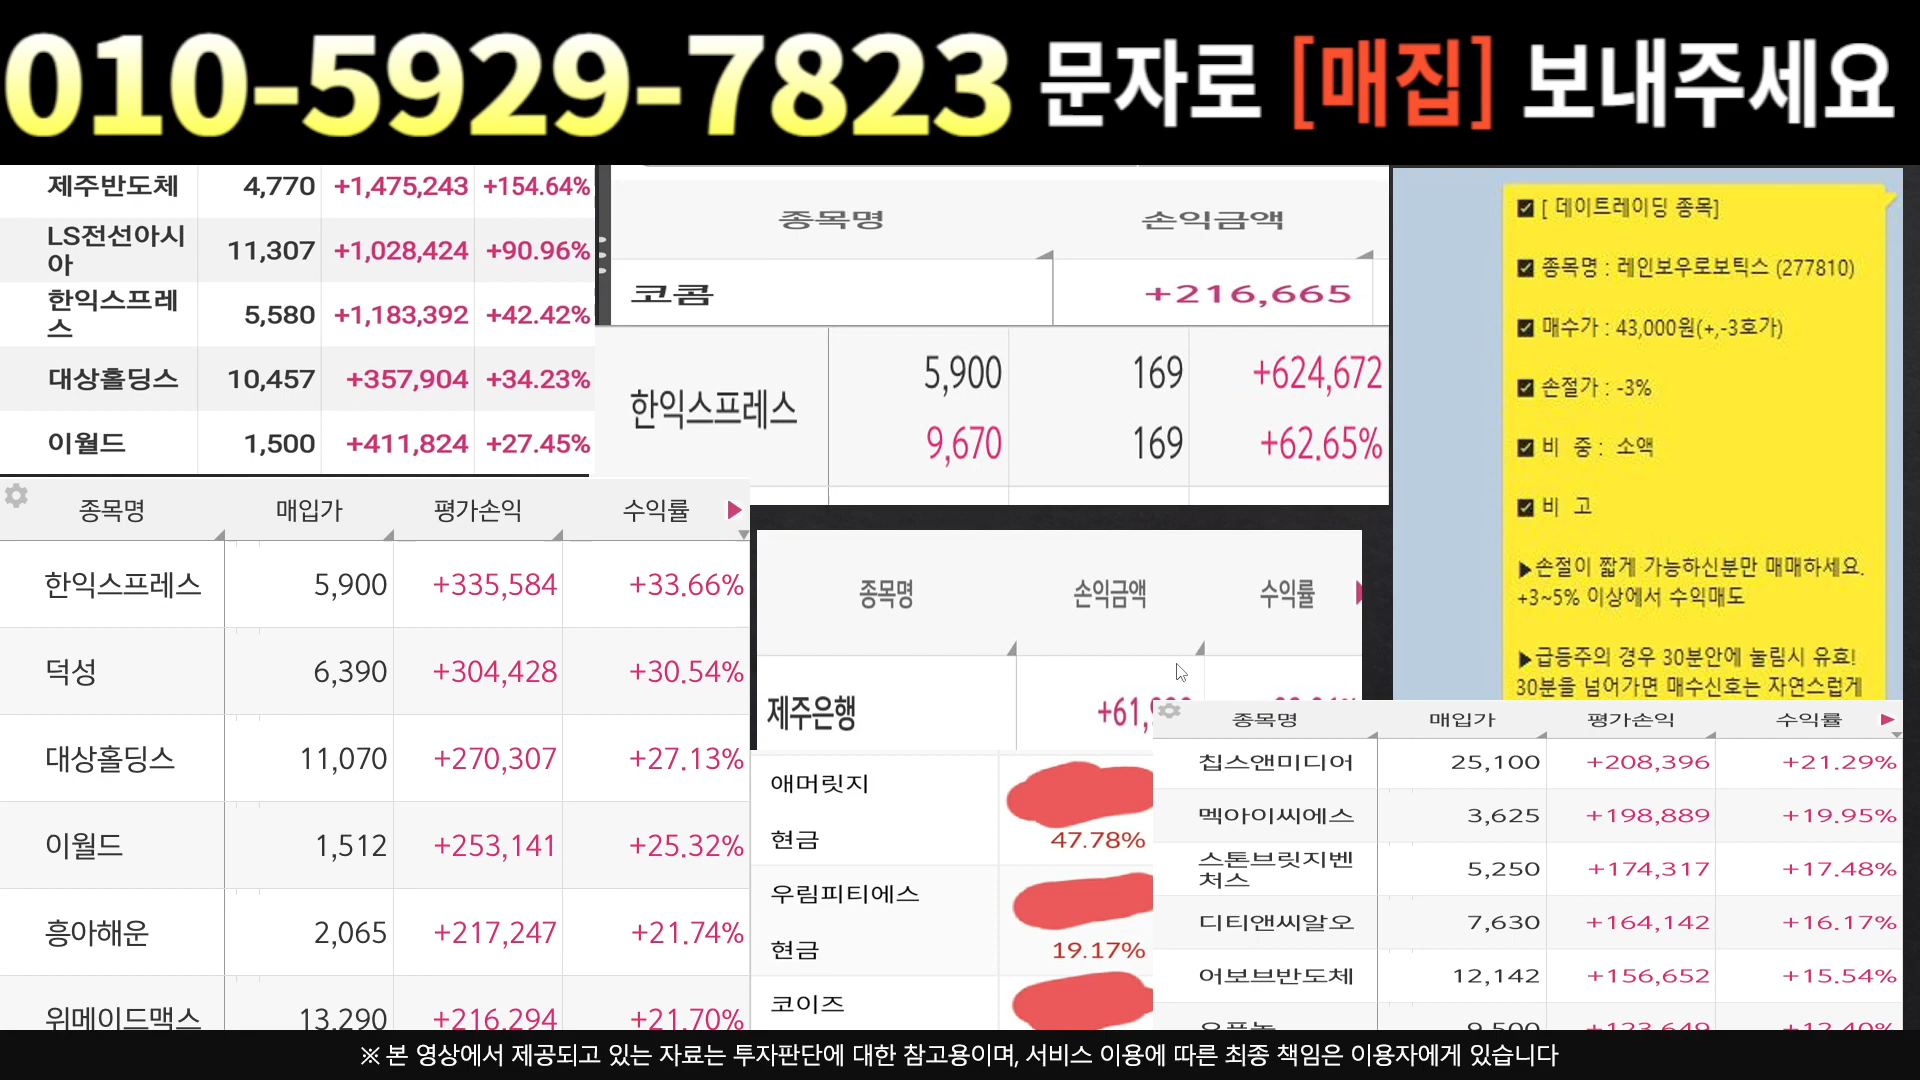 010-5929-7823 문자로 [매집] 보내주세요
제주반도체 4,770 +1,475,243 +154.64%
LS전선아시
아 11,307 +1,028,424 +90.96%
한익스프레
스 5,580 +1,183,392 +42.42%
대상홀딩스 10,457 +357,904 +34.23%
이월드 1,500 +411,824 +27.45%
종목명 손익금액
코콤 +216,665
한익스프레스 5,900 169 +624,672
9,670 169 +62.65%
☑ [ 데이트레이딩 종목]
☑ 종목명 : 레인보우로보틱스 (277810)
☑ 매수가 : 43,000원(+,-3호가)
☑ 손절가 : -3%
☑ 비 중 : 소액
☑ 비 고
▶손절이 짧게 가능하신분만 매매하세요.
+3~5% 이상에서 수익매도
▶급등주의 경우 30분안에 눌림시 유효!
30분을 넘어가면 매수신호는 자연스럽게
종목명 매입가 평가손익 수익률
한익스프레스 5,900 +335,584 +33.66%
덕성 6,390 +304,428 +30.54%
대상홀딩스 11,070 +270,307 +27.13%
이월드 1,512 +253,141 +25.32%
흥아해운 2,065 +217,247 +21.74%
위메이드맥스 13,290 +216,294 +21.70%
종목명 손익금액 수익률
제주은행 +61,
애머릿지
현금 47.78%
우림피티에스
현금 19.17%
코이즈
종목명 매입가 평가손익 수익률
칩스앤미디어 25,100 +208,396 +21.29%
멕아이씨에스 3,625 +198,889 +19.95%
스톤브릿지벤
처스 5,250 +174,317 +17.48%
디티앤씨알오 7,630 +164,142 +16.17%
어보브반도체 12,142 +156,652 +15.54%
※ 본 영상에서 제공되고 있는 자료는 투자판단에 대한 참고용이며, 서비스 이용에 따른 최종 책임은 이용자에게 있습니다